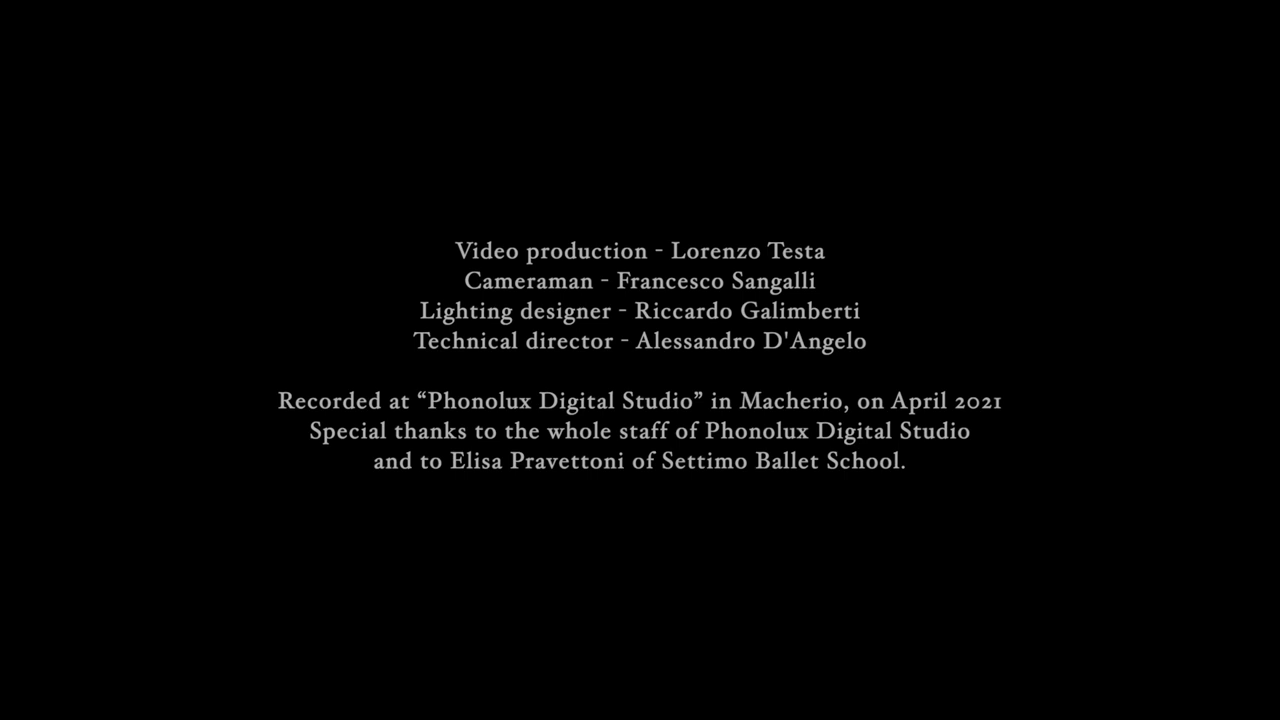 Video production - Lorenzo Testa
Cameraman - Francesco Sangalli
Lighting designer - Riccardo Galimberti
Technical director - Alessandro D'Angelo
Recorded at “Phonolux Digital Studio” in Macherio, on April 2021
Special thanks to the whole staff of Phonolux Digital Studio
and to Elisa Pravettoni of Settimo Ballet School.